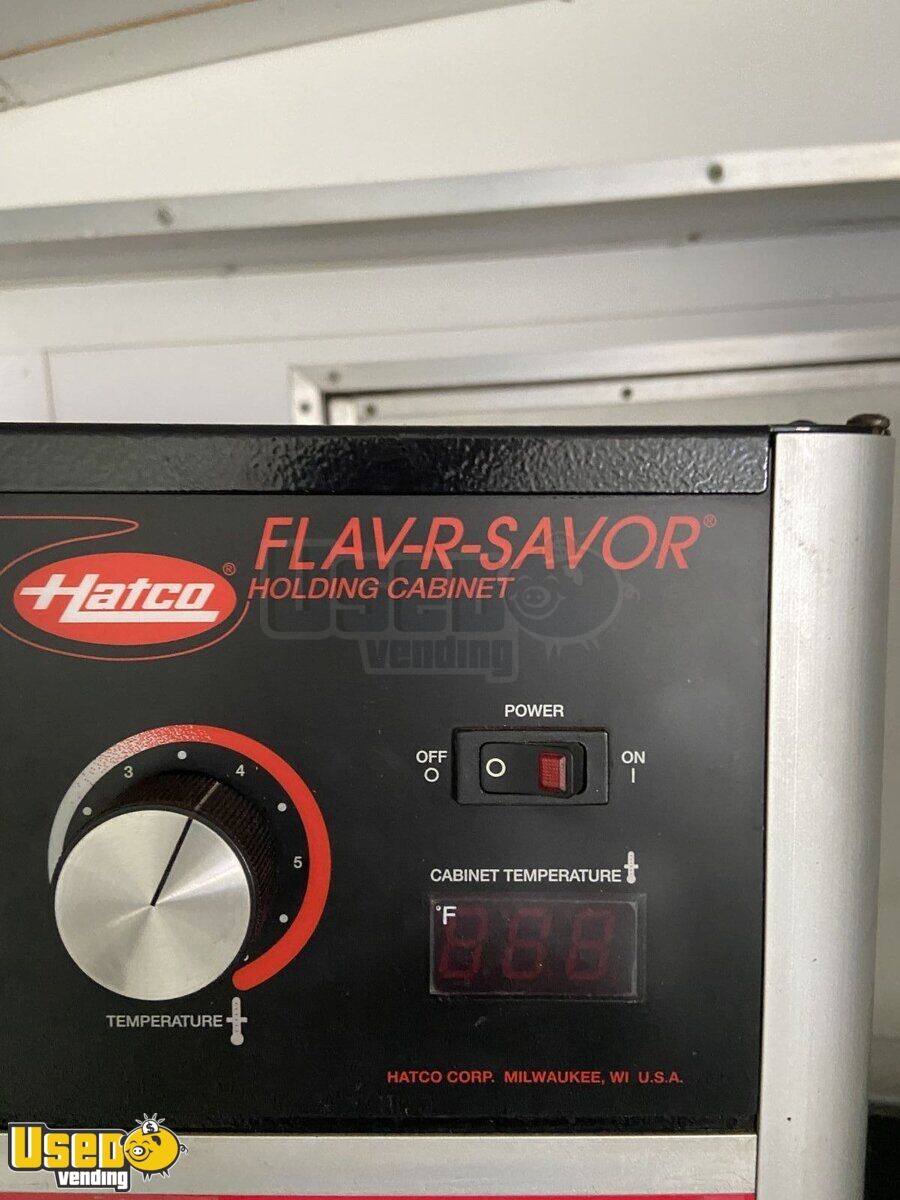 FLAV-R-SAVOR®
Hatco®
HOLDING CABINET
USED
vending
POWER
OFF
O
O
ON
I
3
4
5
CABINET TEMPERATURE
°F
TEMPERATURE
HATCO CORP. MILWAUKEE, WI U.S.A.
USED
vending